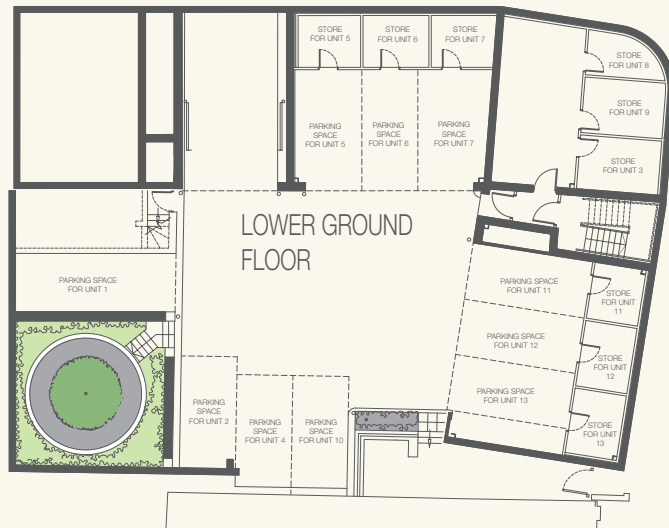 STORE
FOR UNIT 5
STORE
FOR UNIT 6
STORE
FOR UNIT 7
STORE
FOR UNIT 8
STORE
FOR UNIT 9
STORE
FOR UNIT 3
PARKING
SPACE
FOR UNIT 5
PARKING
SPACE
FOR UNIT 6
PARKING
SPACE
FOR UNIT 7
LOWER GROUND
FLOOR
PARKING SPACE
FOR UNIT 1
PARKING SPACE
FOR UNIT 11
STORE
FOR UNIT
11
PARKING SPACE
FOR UNIT 12
STORE
FOR UNIT
12
PARKING SPACE
FOR UNIT 13
STORE
FOR UNIT
13
PARKING
SPACE
FOR UNIT 2
PARKING
SPACE
FOR UNIT 4
PARKING
SPACE
FOR UNIT 10